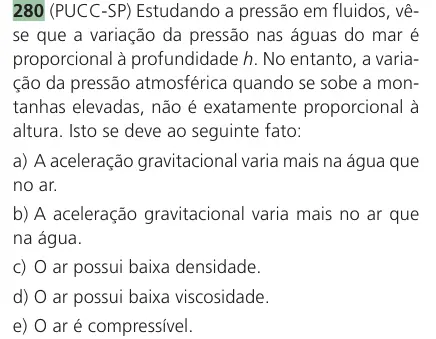 280 (PUCC-SP) Estudando a pressão em fluidos, vê-
se que a variação da pressão nas águas do mar é
proporcional à profundidade h. No entanto, a varia-
ção da pressão atmosférica quando se sobe a mon-
tanhas elevadas, não é exatamente proporcional à
altura. Isto se deve ao seguinte fato:
a) A aceleração gravitacional varia mais na água que
no ar.
b) A aceleração gravitacional varia mais no ar que
na água.
c) O ar possui baixa densidade.
d) O ar possui baixa viscosidade.
e) O ar é compressível.